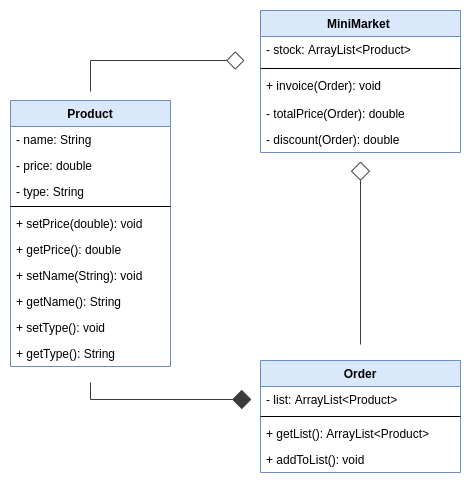 MiniMarket
- stock: ArrayList<Product>
+ invoice(Order): void
- totalPrice(Order): double
- discount(Order): double
Product
- name: String
- price: double
- type: String
+ setPrice(double): void
+ getPrice(): double
+ setName(String): void
+ getName(): String
+ setType(): void
+ getType(): String
Order
- list: ArrayList<Product>
+ getList(): ArrayList<Product>
+ addToList(): void